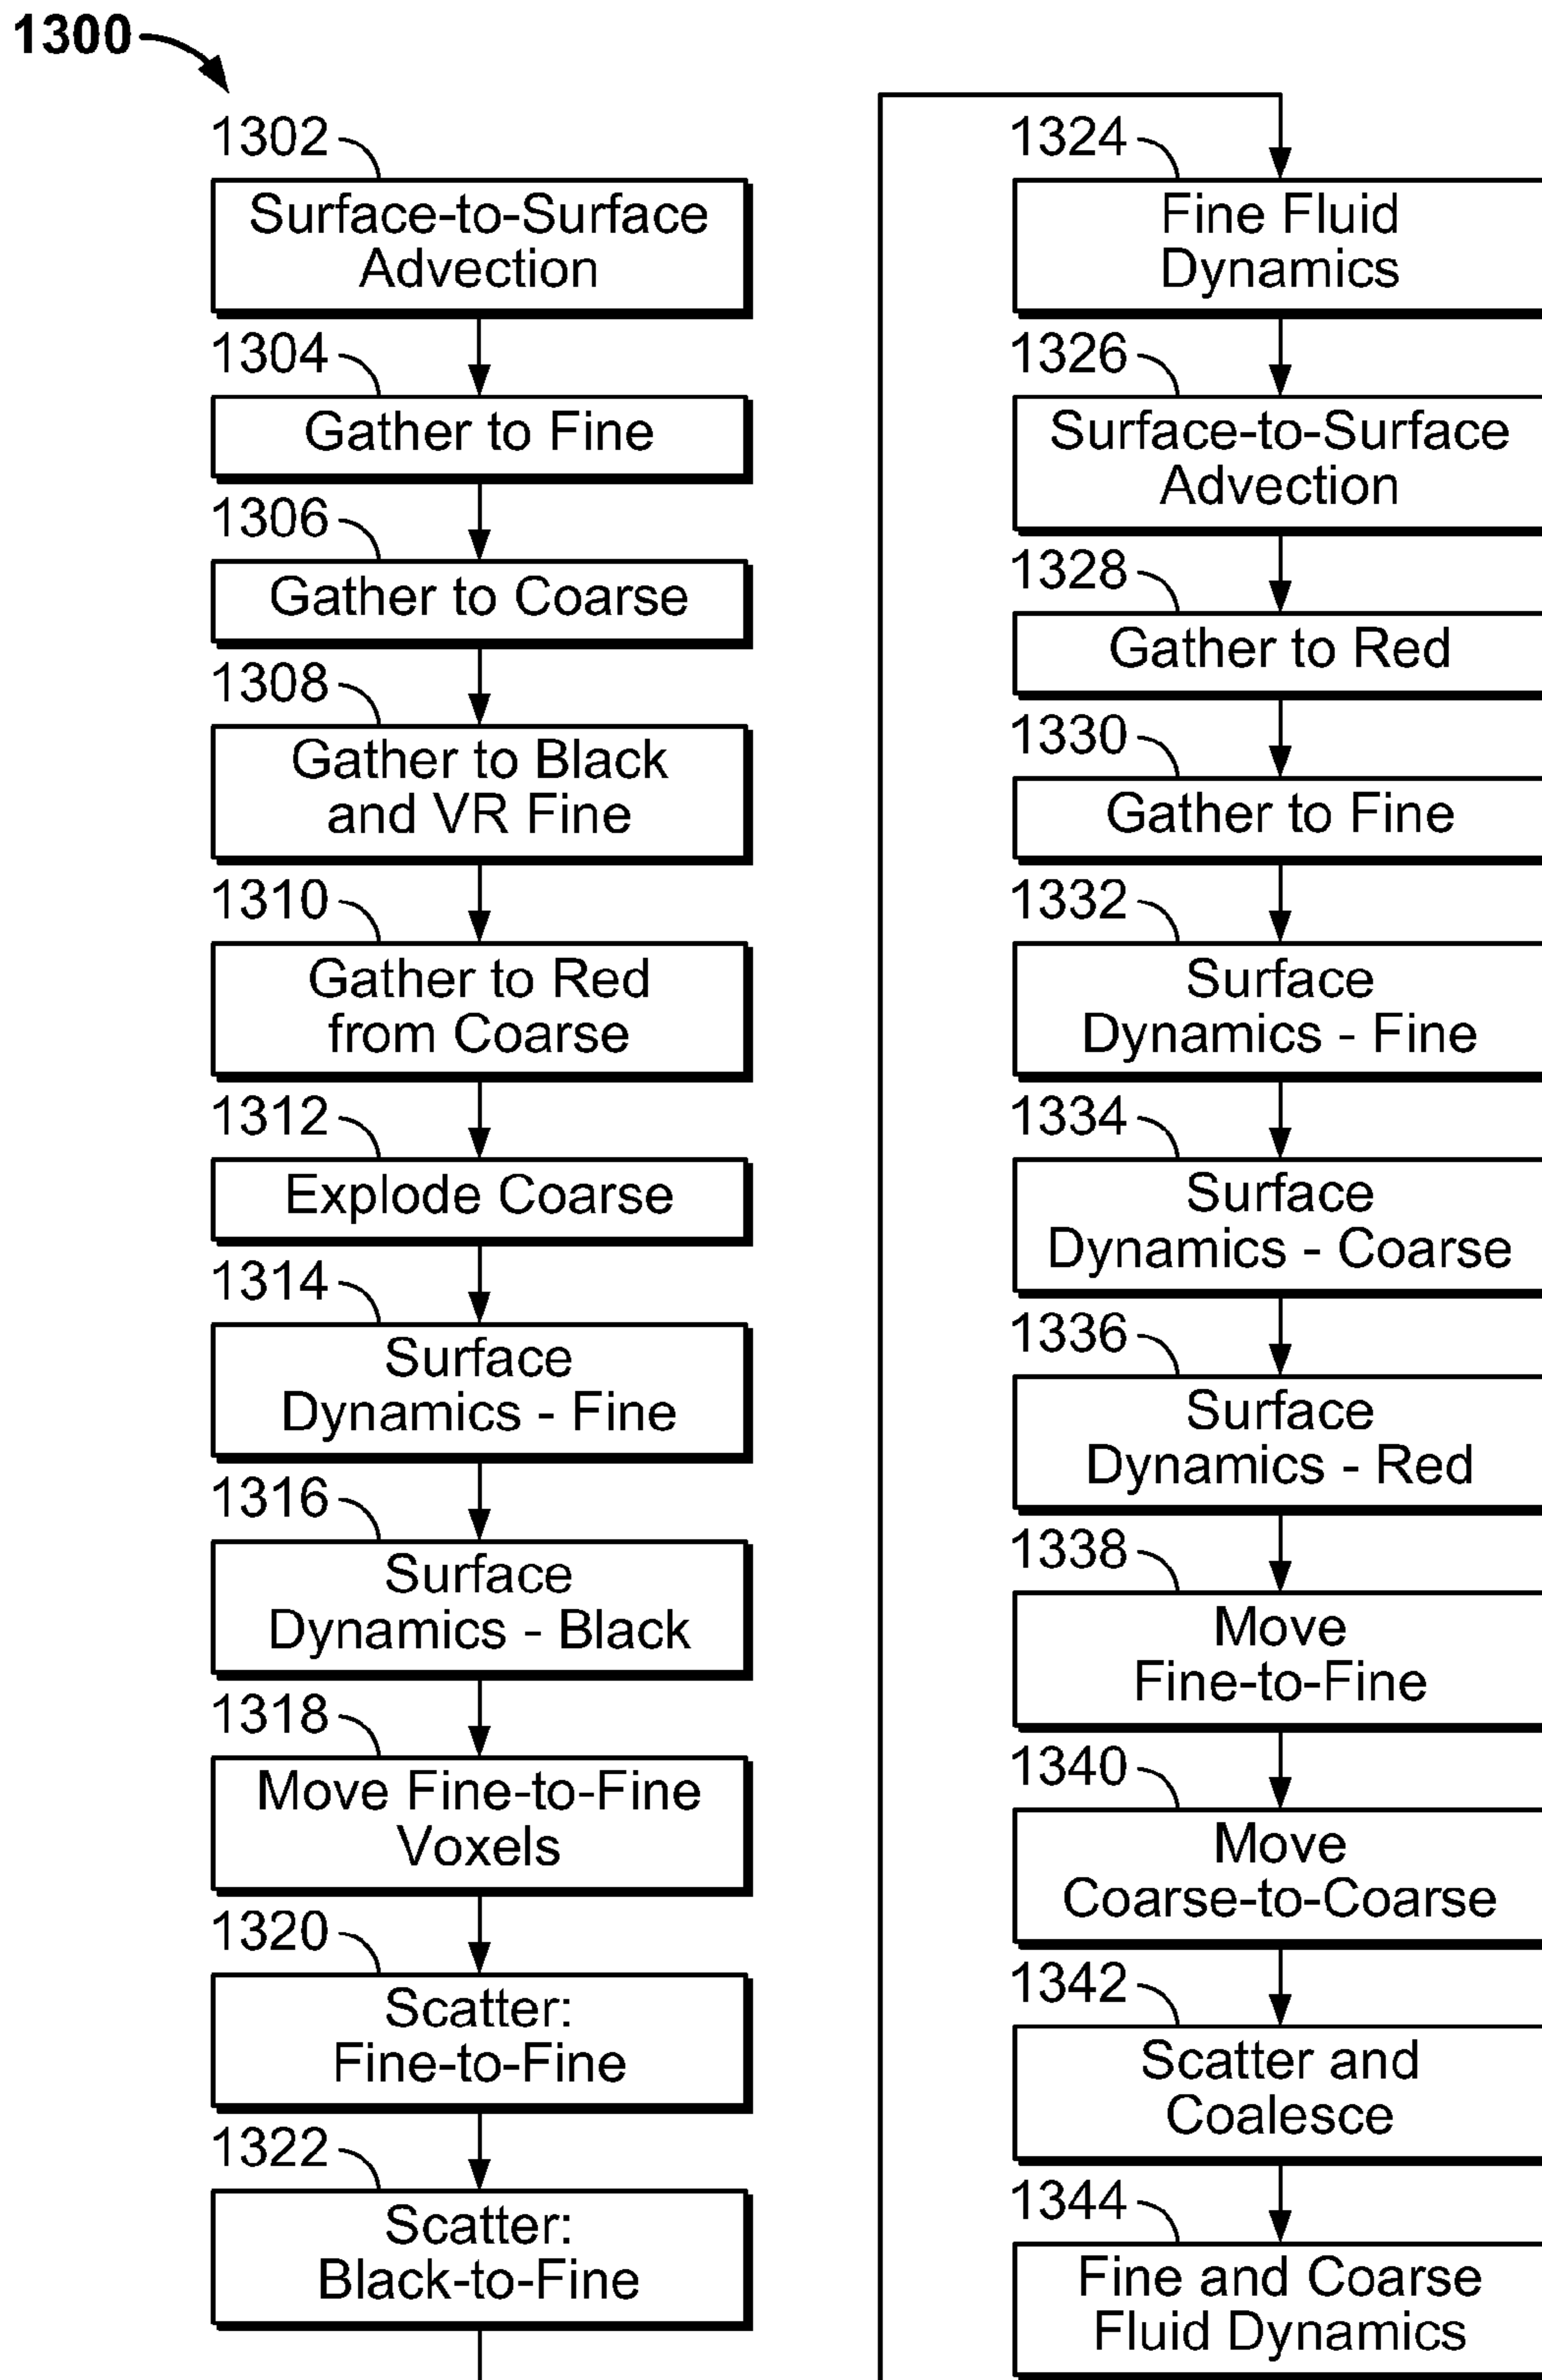 1300
1302
Surface-to-Surface
Advection
1304
Gather to Fine
1306
Gather to Coarse
1308
Gather to Black
and VR Fine
1310
Gather to Red
from Coarse
1312
Explode Coarse
1314
Surface
Dynamics - Fine
1316
Surface
Dynamics - Black
1318
Move Fine-to-Fine
Voxels
1320
Scatter:
Fine-to-Fine
1322
Scatter:
Black-to-Fine
1324
Fine Fluid
Dynamics
1326
Surface-to-Surface
Advection
1328
Gather to Red
1330
Gather to Fine
1332
Surface
Dynamics - Fine
1334
Surface
Dynamics - Coarse
1336
Surface
Dynamics - Red
1338
Move
Fine-to-Fine
1340
Move
Coarse-to-Coarse
1342
Scatter and
Coalesce
1344
Fine and Coarse
Fluid Dynamics